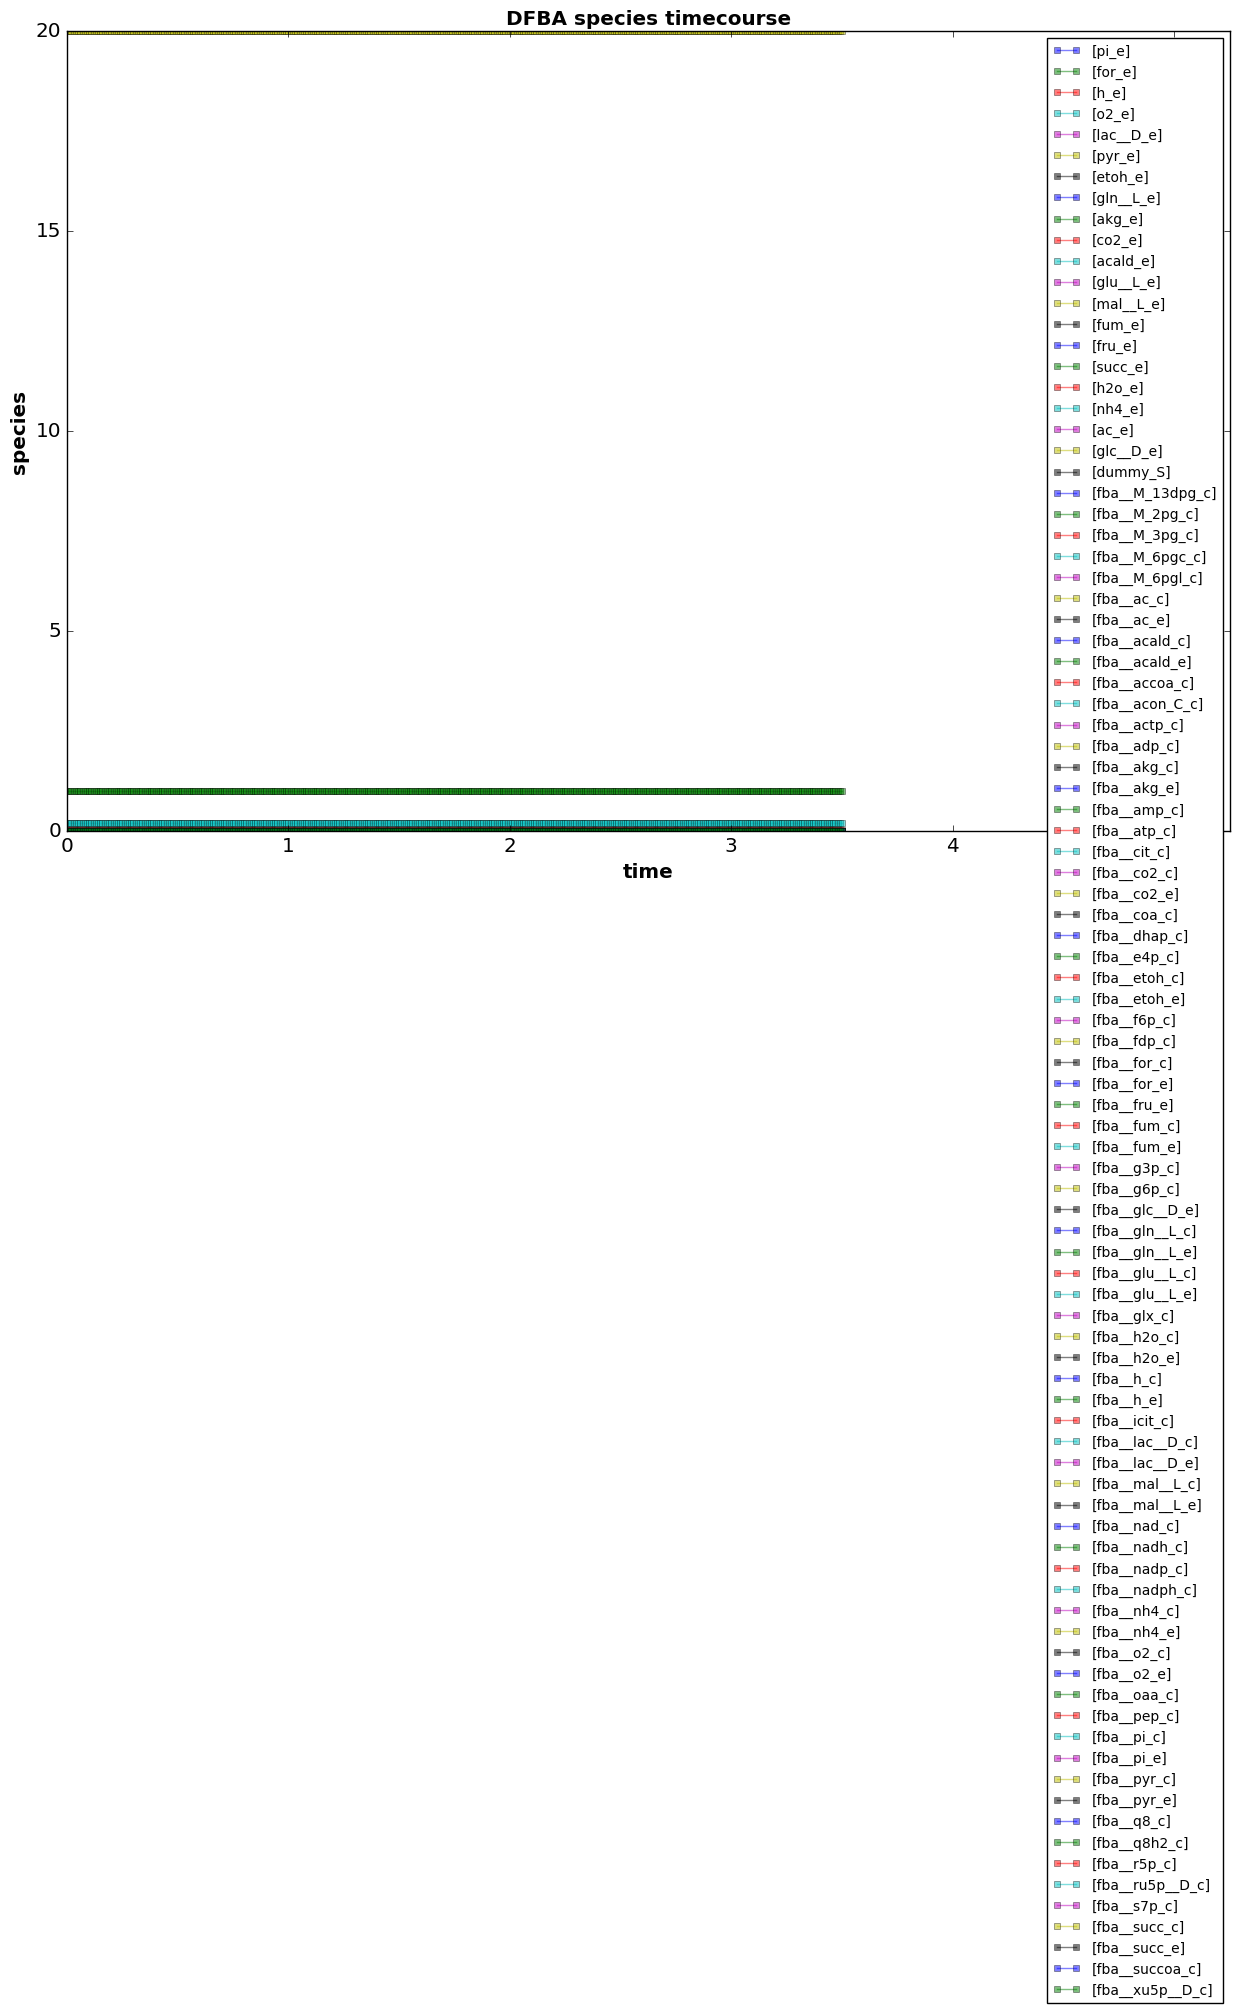 DFBA species timecourse
20
15
10
5
0
species
0
1
2
3
4
time
[pi_e]
[for_e]
[h_e]
[o2_e]
[lac__D_e]
[pyr_e]
[etoh_e]
[gln__L_e]
[akg_e]
[co2_e]
[acald_e]
[glu__L_e]
[mal__L_e]
[fum_e]
[fru_e]
[succ_e]
[h2o_e]
[nh4_e]
[ac_e]
[glc__D_e]
[dummy_S]
[fba__M_13dpg_c]
[fba__M_2pg_c]
[fba__M_3pg_c]
[fba__M_6pgc_c]
[fba__M_6pgl_c]
[fba__ac_c]
[fba__ac_e]
[fba__acald_c]
[fba__acald_e]
[fba__accoa_c]
[fba__acon_C_c]
[fba__actp_c]
[fba__adp_c]
[fba__akg_c]
[fba__akg_e]
[fba__amp_c]
[fba__atp_c]
[fba__cit_c]
[fba__co2_c]
[fba__co2_e]
[fba__coa_c]
[fba__dhap_c]
[fba__e4p_c]
[fba__etoh_c]
[fba__etoh_e]
[fba__f6p_c]
[fba__fdp_c]
[fba__for_c]
[fba__for_e]
[fba__fru_e]
[fba__fum_c]
[fba__fum_e]
[fba__g3p_c]
[fba__g6p_c]
[fba__glc__D_e]
[fba__gln__L_c]
[fba__gln__L_e]
[fba__glu__L_c]
[fba__glu__L_e]
[fba__glx_c]
[fba__h2o_c]
[fba__h2o_e]
[fba__h_c]
[fba__h_e]
[fba__icit_c]
[fba__lac__D_c]
[fba__lac__D_e]
[fba__mal__L_c]
[fba__mal__L_e]
[fba__nad_c]
[fba__nadh_c]
[fba__nadp_c]
[fba__nadph_c]
[fba__nh4_c]
[fba__nh4_e]
[fba__o2_c]
[fba__o2_e]
[fba__oaa_c]
[fba__pep_c]
[fba__pi_c]
[fba__pi_e]
[fba__pyr_c]
[fba__pyr_e]
[fba__q8_c]
[fba__q8h2_c]
[fba__r5p_c]
[fba__ru5p__D_c]
[fba__s7p_c]
[fba__succ_c]
[fba__succ_e]
[fba__succoa_c]
[fba__xu5p__D_c]